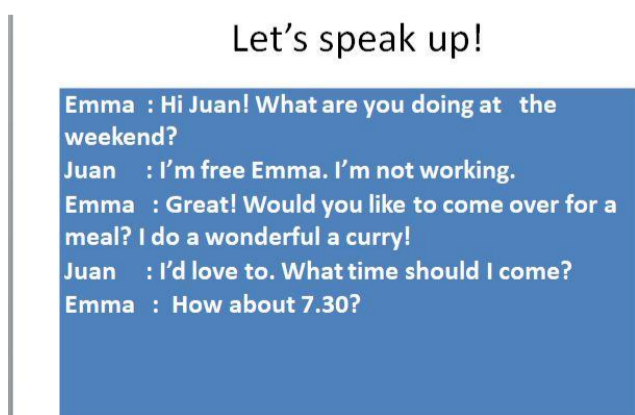 Let's speak up!
Emma : Hi Juan! What are you doing at the
weekend?
Juan : I'm free Emma. I'm not working.
Emma : Great! Would you like to come over for a
meal? I do a wonderful a curry!
Juan : I'd love to. What time should I come?
Emma : How about 7.30?